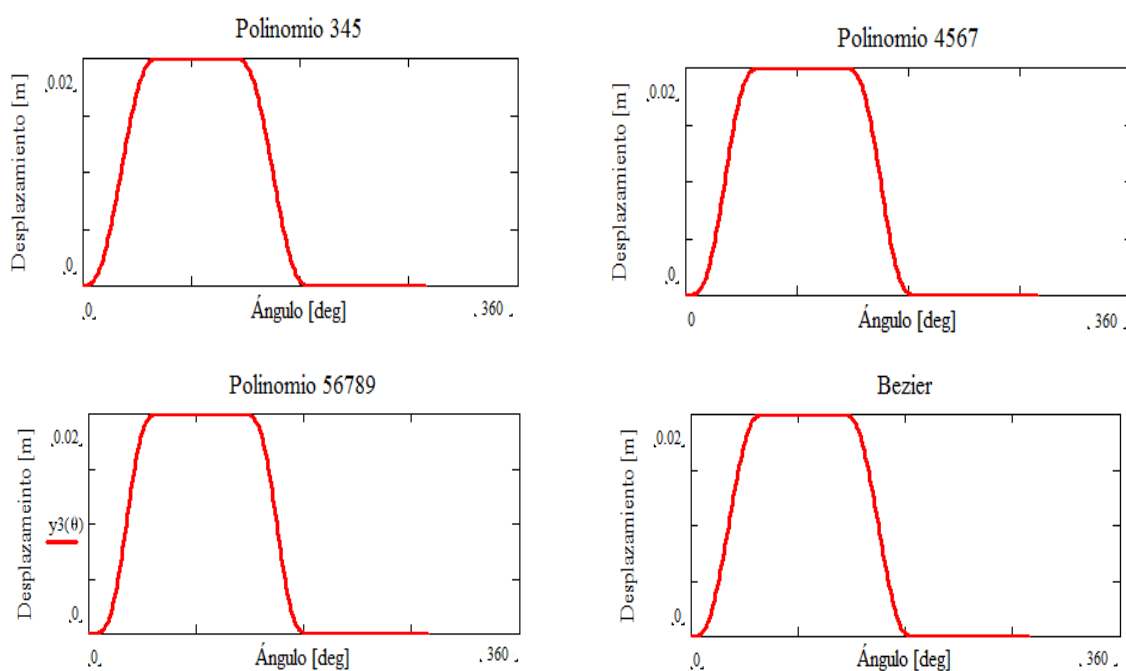 Polinomio 345
Desplazamiento [m]
0.02
0
0
Ángulo [deg]
360
Polinomio 4567
Desplazamiento [m]
0.02
0
0
Ángulo [deg]
360
Polinomio 56789
Desplazameinto [m]
0.02
y3(θ)
0
0
Ángulo [deg]
360
Bezier
Desplazamiento [m]
0.02
0
0
Ángulo [deg]
360